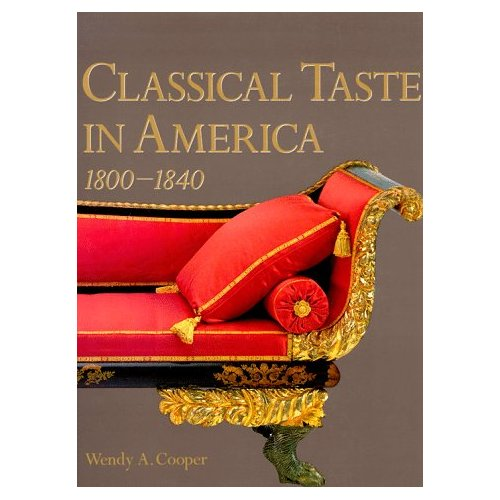 CLASSICAL TASTE
IN AMERICA
1800–1840
Wendy A. Cooper